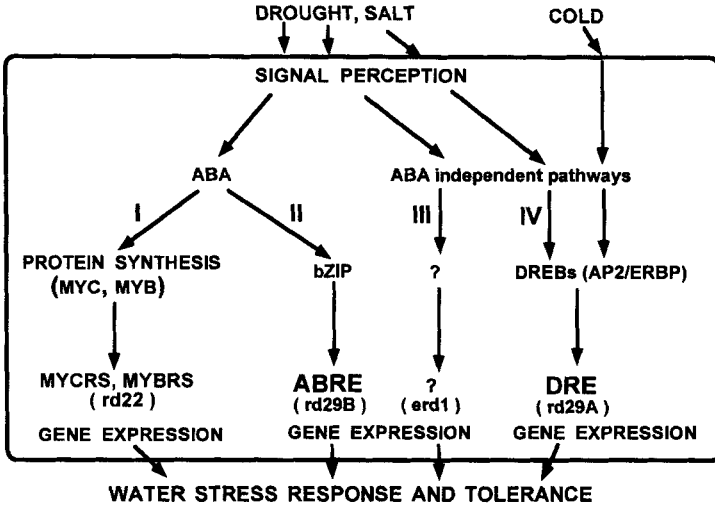 DROUGHT, SALT COLD
SIGNAL PERCEPTION
ABA ABA independent pathways
I II III IV
PROTEIN SYNTHESIS
(MYC, MYB) bZIP ? DREBs (AP2/ERBP)
MYCRS, MYBRS ABRE ? DRE
(rd22) (rd29B) (erd1) (rd29A)
GENE EXPRESSION GENE EXPRESSION GENE EXPRESSION
WATER STRESS RESPONSE AND TOLERANCE